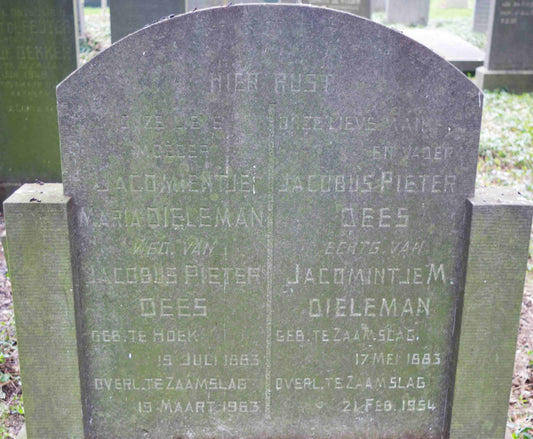 HIER RUST
ONZE LIEVE
MOEDER
JACOMIENTJE
MARIA DIELEMAN
WED. VAN
JACOBUS PIETER
DEES
GEB. TE HOEK
19 JULI 1883
OVERL. TE ZAAMSLAG
19 MAART 1963
ONZE LIEVE MAN
EN VADER
JACOBUS PIETER
DEES
ECHTG. VAN
JACOMINTJE M.
DIELEMAN
GEB. TE ZAAMSLAG,
17 MEI 1883
OVERL. TE ZAAMSLAG
21 FEB. 1954